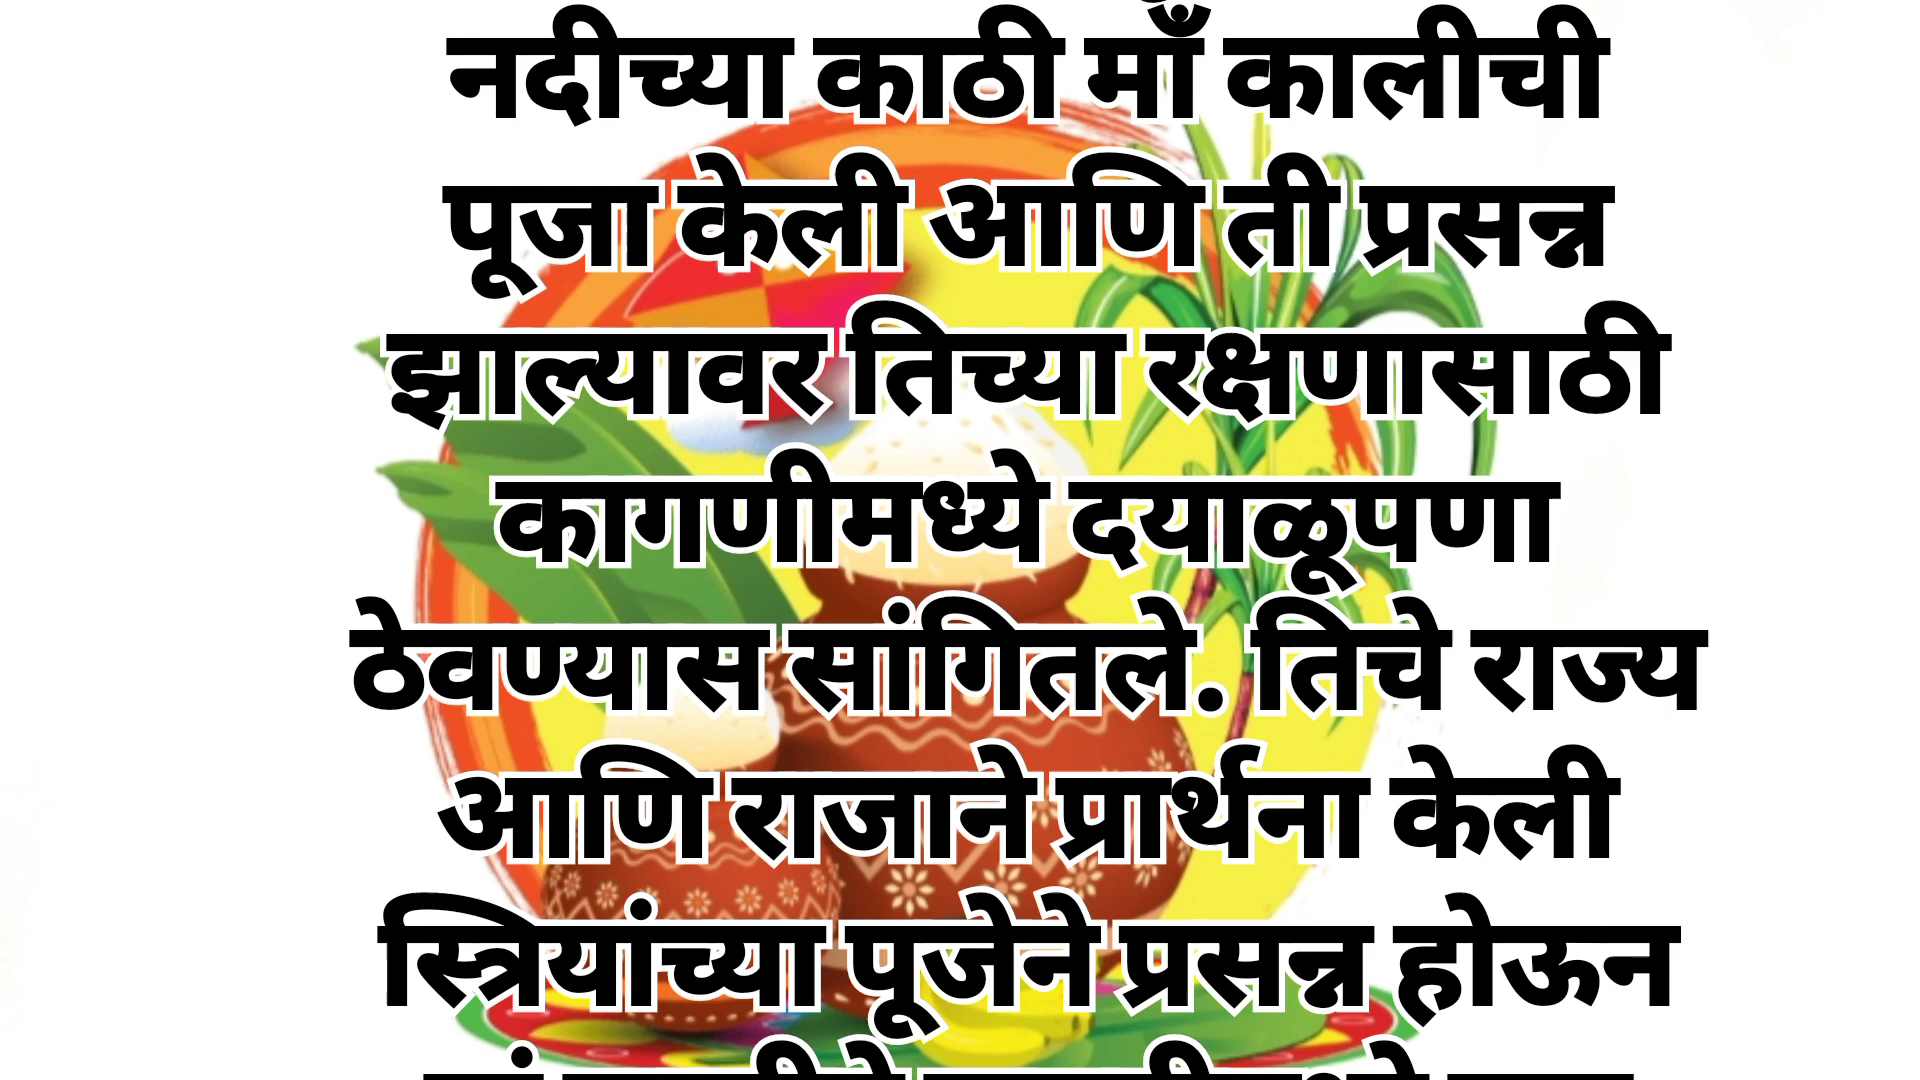 नदीच्या काठी माँ कालीची
पूजा केली आणि ती प्रसन्न
झाल्यावर तिच्या रक्षणासाठी
कागणीमध्ये दयाळूपणा
ठेवण्यास सांगितले. तिचे राज्य
आणि राजाने प्रार्थना केली
स्त्रियांच्या पूजेने प्रसन्न होऊन